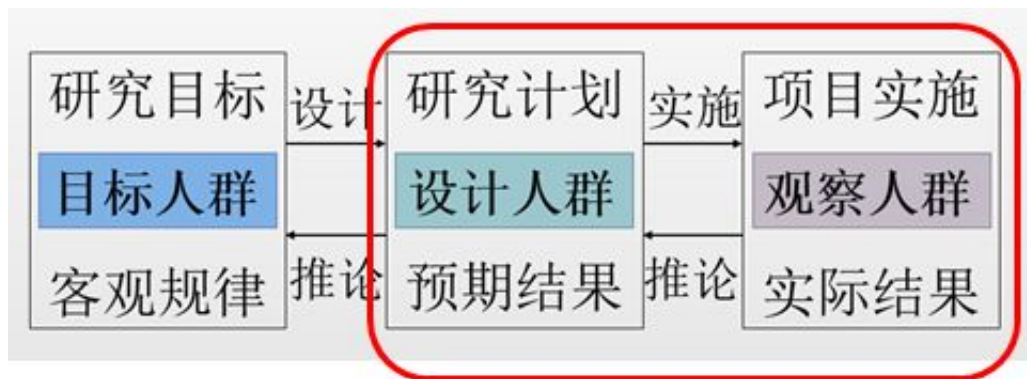 研究目标
目标人群
客观规律
设计
推论
研究计划
设计人群
预期结果
实施
推论
项目实施
观察人群
实际结果